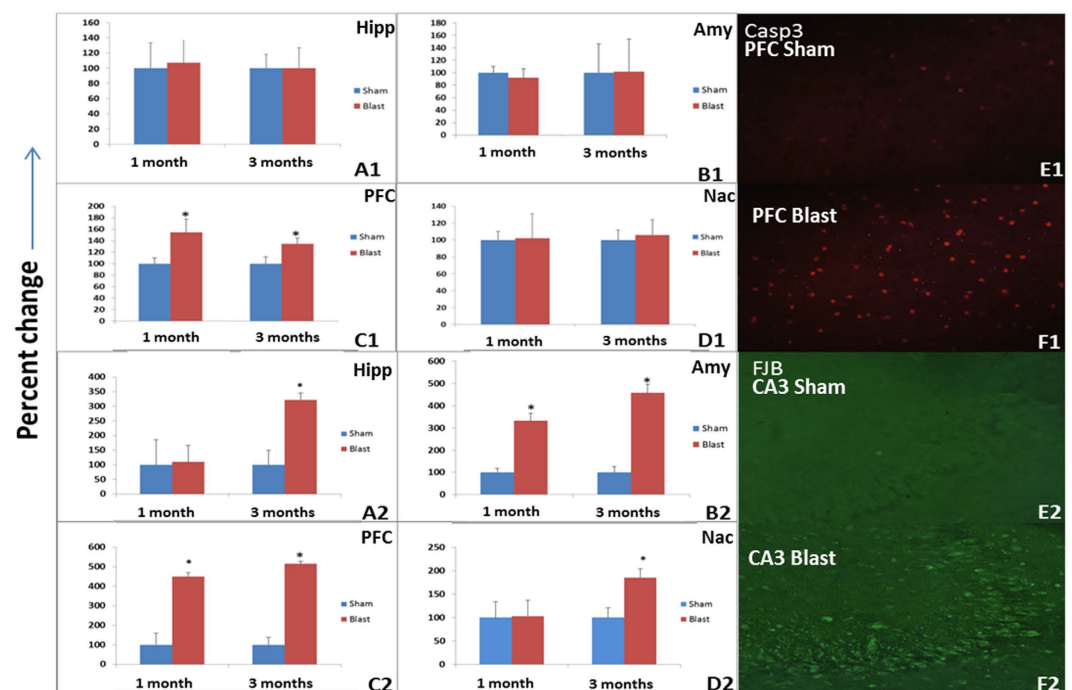 Percent change
Hipp
160
140
120
100
80
60
40
20
0
* Sham
Blast
1 month
3 months
A1
Amy
180
160
140
120
100
80
60
40
20
0
Sham
Blast
1 month
3 months
B1
Casp3
PFC Sham
E1
PFC
200
180
160
140
120
100
80
60
40
20
0
*
*
Sham
Blast
1 month
3 months
C1
Nac
140
120
100
80
60
40
20
0
Sham
Blast
1 month
3 months
D1
PFC Blast
F1
Hipp
400
350
300
250
200
150
100
50
0
*
Sham
Blast
1 month
3 months
A2
Amy
600
500
400
300
200
100
0
*
*
Sham
Blast
1 month
3 months
B2
FJB
CA3 Sham
E2
PFC
600
500
400
300
200
100
0
*
*
Sham
Blast
1 month
3 months
C2
Nac
250
200
150
100
50
0
*
Sham
Blast
1 month
3 months
D2
CA3 Blast
F2